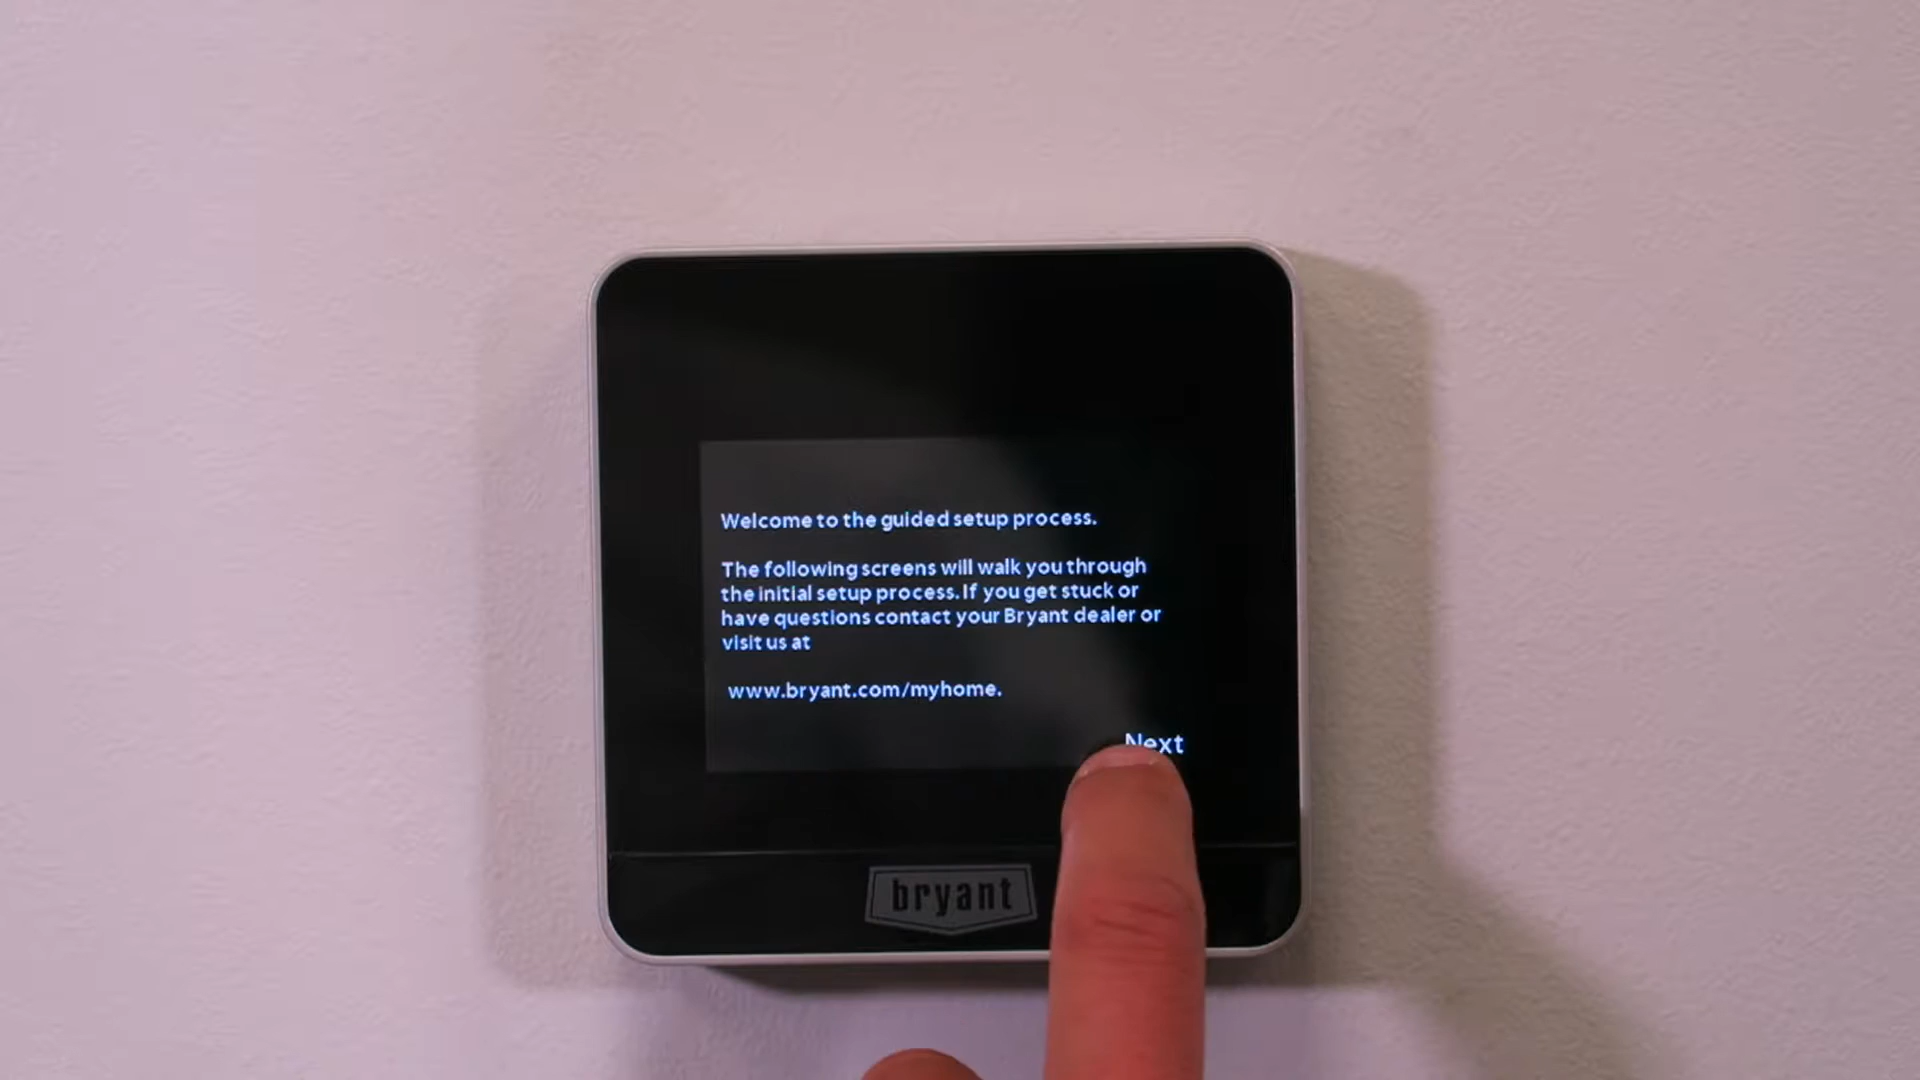 Welcome to the guided setup process.
The following screens will walk you through
the initial setup process. If you get stuck or
have questions contact your Bryant dealer or
visit us at
www.bryant.com/myhome.
Next
bryant